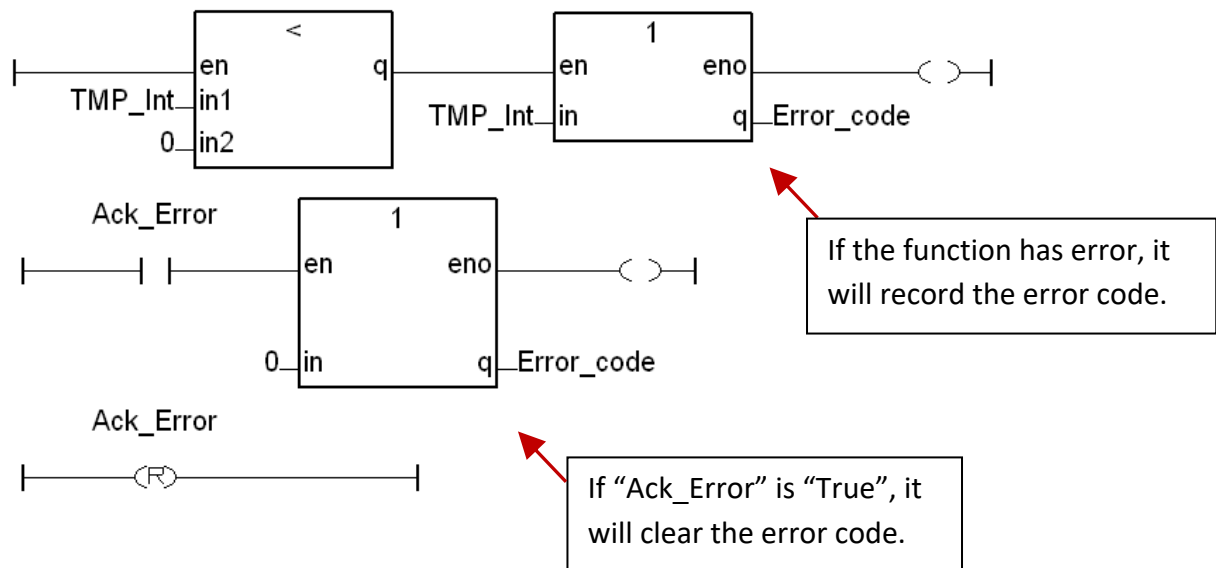 <
en q
TMP_Int in1
0 in2
1
en eno
TMP_Int in
q Error_code
If the function has error, it
will record the error code.
Ack_Error
1
en eno
0 in
q Error_code
Ack_Error
R
If “Ack_Error” is “True”, it
will clear the error code.